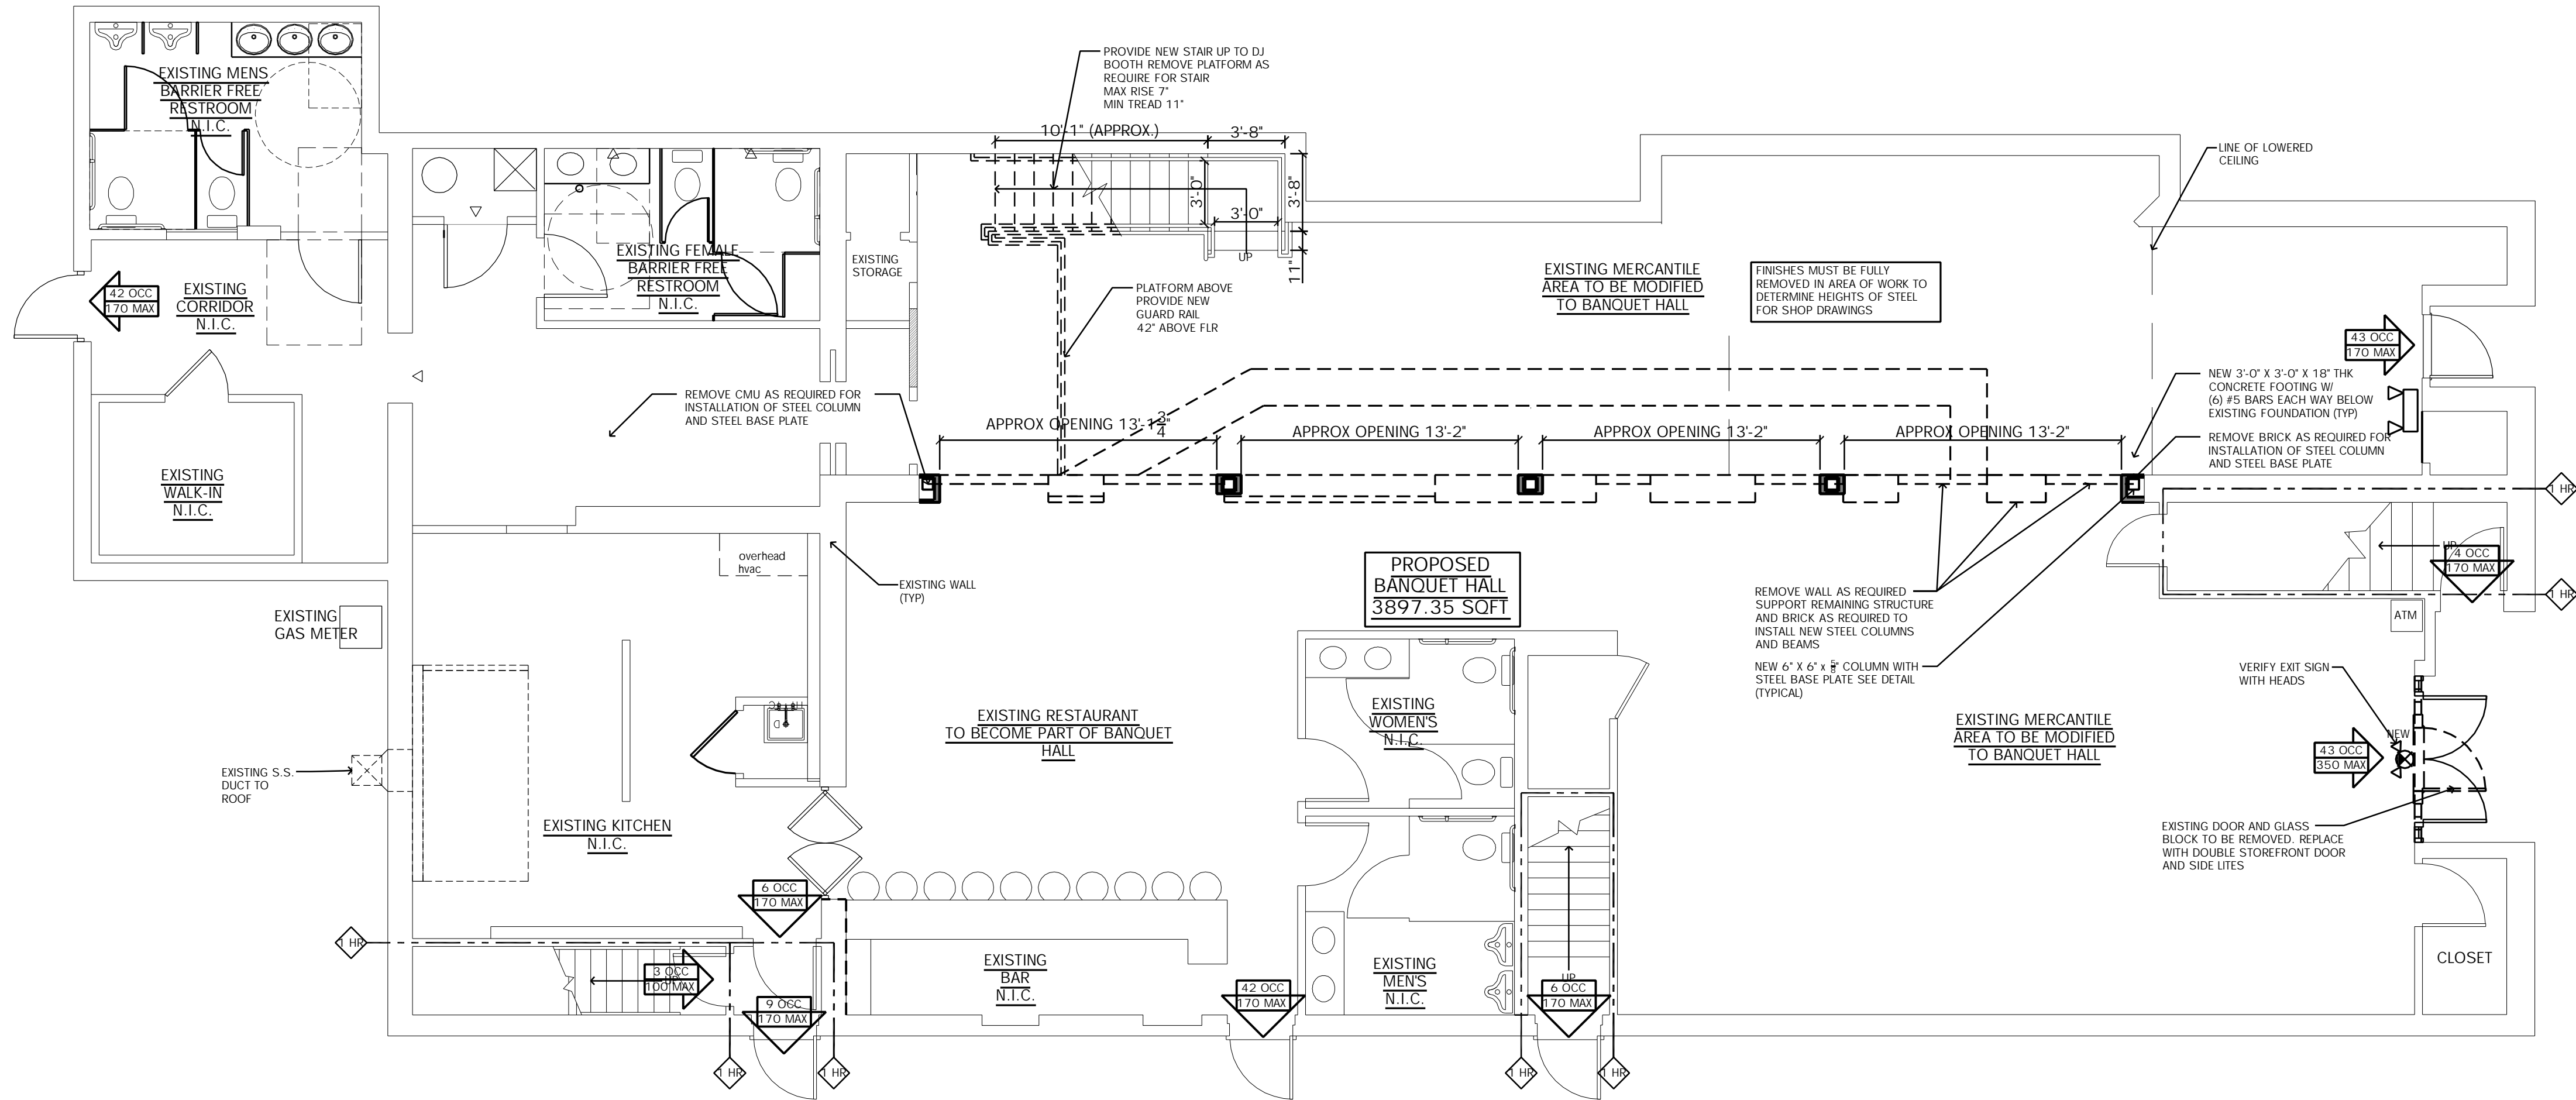 EXISTING MENS
BARRIER FREE
RESTROOM
N.I.C.
PROVIDE NEW STAIR UP TO DJ
BOOTH REMOVE PLATFORM AS
REQUIRE FOR STAIR
MAX RISE 7"
MIN TREAD 11"
10'-1" (APPROX.)
3'-8"
3'-0"
3'-8"
3'-0"
11"
UP
LINE OF LOWERED
CEILING
EXISTING FEMALE
BARRIER FREE
RESTROOM
N.I.C.
EXISTING
STORAGE
42 OCC
170 MAX
EXISTING
CORRIDOR
N.I.C.
PLATFORM ABOVE
PROVIDE NEW
GUARD RAIL
42" ABOVE FLR
EXISTING MERCANTILE
AREA TO BE MODIFIED
TO BANQUET HALL
FINISHES MUST BE FULLY
REMOVED IN AREA OF WORK TO
DETERMINE HEIGHTS OF STEEL
FOR SHOP DRAWINGS
43 OCC
170 MAX
NEW 3'-0" X 3'-0" X 18" THK
CONCRETE FOOTING W/
(6) #5 BARS EACH WAY BELOW
EXISTING FOUNDATION (TYP)
REMOVE BRICK AS REQUIRED FOR
INSTALLATION OF STEEL COLUMN
AND STEEL BASE PLATE
REMOVE CMU AS REQUIRED FOR
INSTALLATION OF STEEL COLUMN
AND STEEL BASE PLATE
APPROX OPENING 13'-1 3/4"
APPROX OPENING 13'-2"
APPROX OPENING 13'-2"
APPROX OPENING 13'-2"
EXISTING
WALK-IN
N.I.C.
1 HR
overhead
hvac
EXISTING WALL
(TYP)
PROPOSED
BANQUET HALL
3897.35 SQFT
REMOVE WALL AS REQUIRED
SUPPORT REMAINING STRUCTURE
AND BRICK AS REQUIRED TO
INSTALL NEW STEEL COLUMNS
AND BEAMS
NEW 6" X 6" x 5/8" COLUMN WITH
STEEL BASE PLATE SEE DETAIL
(TYPICAL)
UP
4 OCC
170 MAX
1 HR
ATM
EXISTING
GAS METER
VERIFY EXIT SIGN
WITH HEADS
EXISTING RESTAURANT
TO BECOME PART OF BANQUET
HALL
EXISTING
WOMEN'S
N.I.C.
EXISTING MERCANTILE
AREA TO BE MODIFIED
TO BANQUET HALL
NEW
43 OCC
350 MAX
EXISTING S.S.
DUCT TO
ROOF
EXISTING KITCHEN
N.I.C.
EXISTING DOOR AND GLASS
BLOCK TO BE REMOVED. REPLACE
WITH DOUBLE STOREFRONT DOOR
AND SIDE LITES
6 OCC
170 MAX
1 HR
3 OCC
100 MAX
UP
9 OCC
170 MAX
EXISTING
BAR
N.I.C.
42 OCC
170 MAX
EXISTING
MEN'S
N.I.C.
UP
6 OCC
170 MAX
CLOSET
1 HR
1 HR
1 HR
1 HR